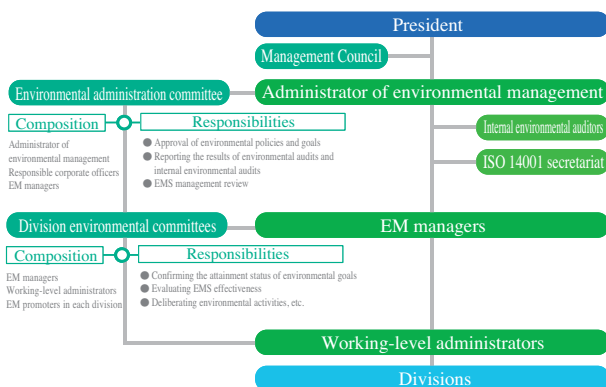 President
Management Council
Environmental administration committee
Administrator of environmental management
Composition
Responsibilities
Administrator of
environmental management
Responsible corporate officers
EM managers
● Approval of environmental policies and goals
● Reporting the results of environmental audits and
internal environmental audits
● EMS management review
Internal environmental auditors
ISO 14001 secretariat
Division environmental committees
EM managers
Composition
Responsibilities
EM managers
Working-level administrators
EM promoters in each division
● Confirming the attainment status of environmental goals
● Evaluating EMS effectiveness
● Deliberating environmental activities, etc.
Working-level administrators
Divisions